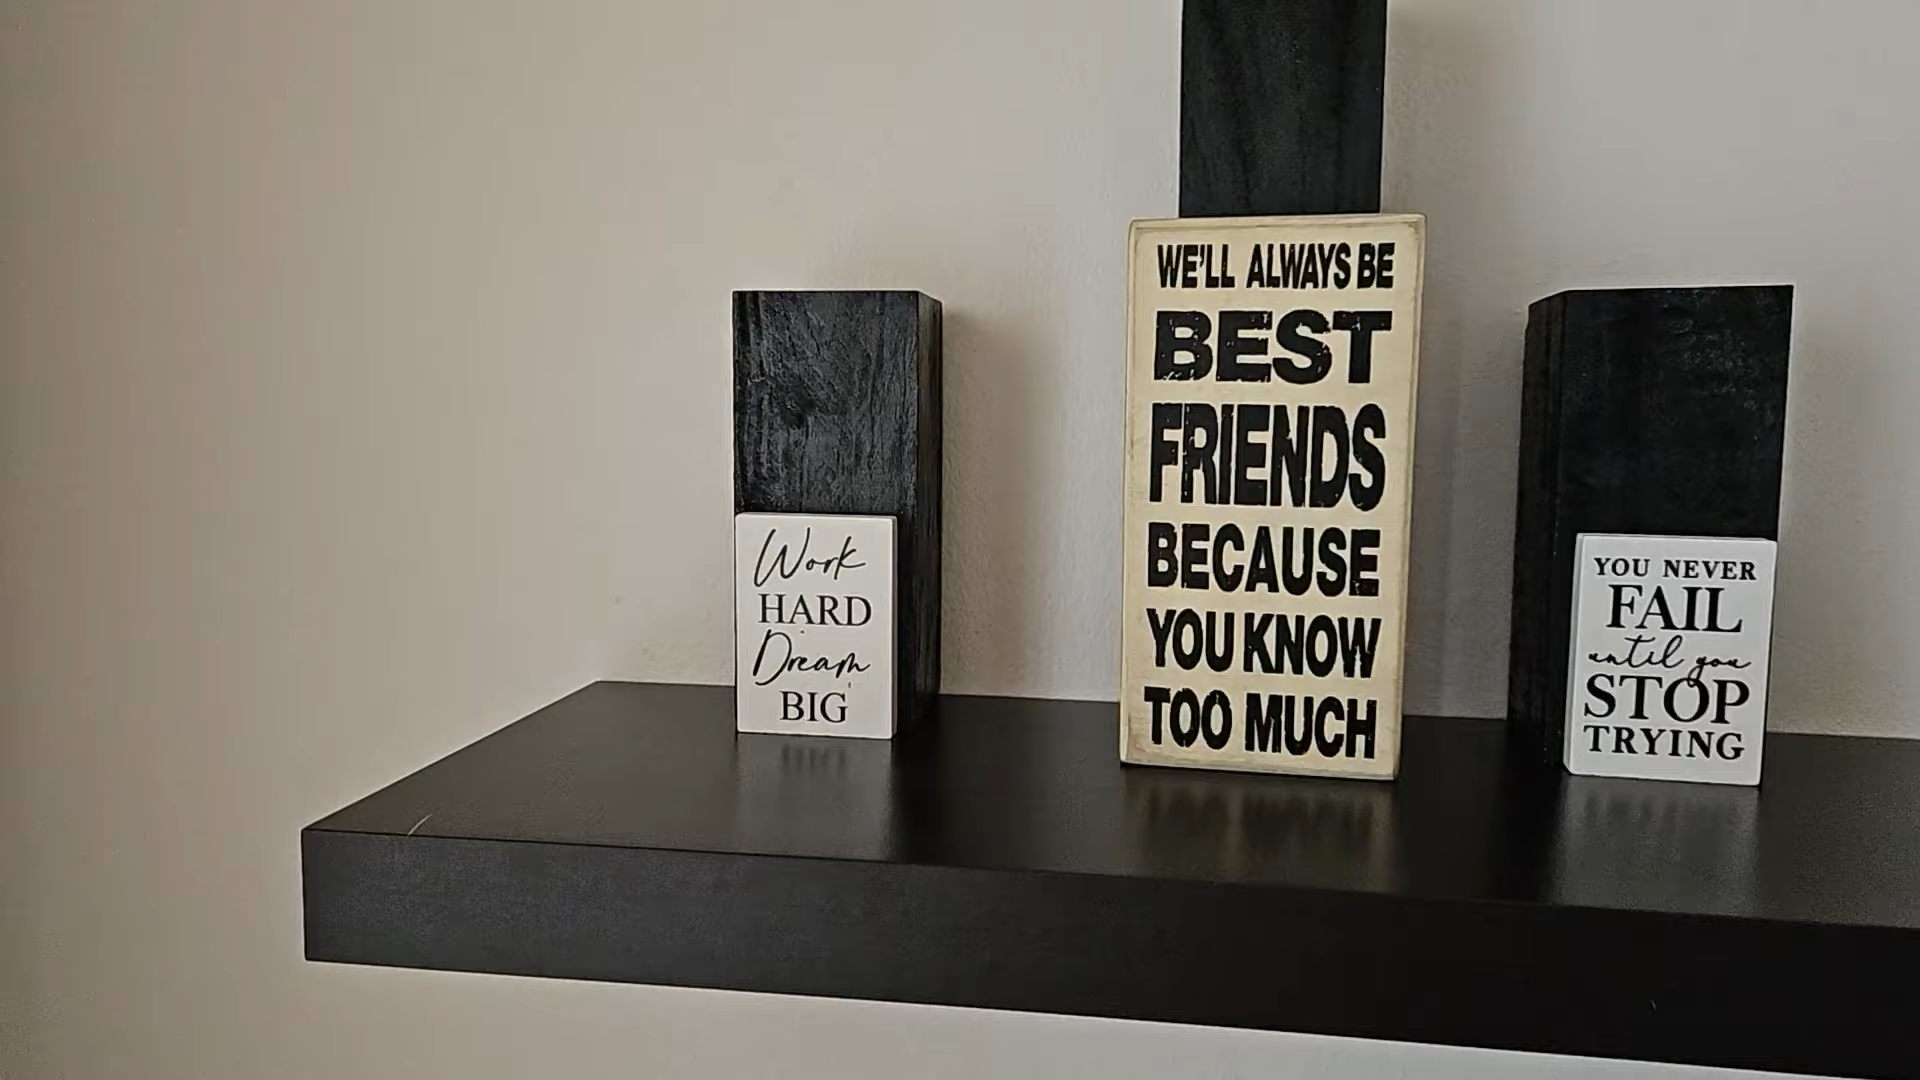 Work
HARD
Dream
BIG
WE'LL ALWAYS BE
BEST
FRIENDS
BECAUSE
YOU KNOW
TOO MUCH
YOU NEVER
FAIL
until you
STOP
TRYING